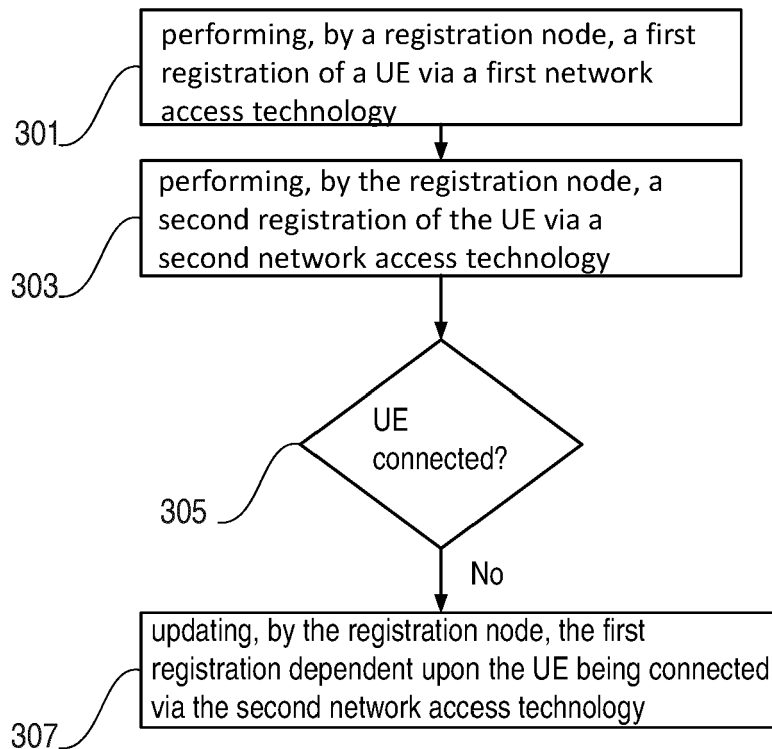 performing, by a registration node, a first
registration of a UE via a first network
access technology
301
performing, by the registration node, a
second registration of the UE via a
second network access technology
303
UE
connected?
305
No
updating, by the registration node, the first
registration dependent upon the UE being connected
via the second network access technology
307